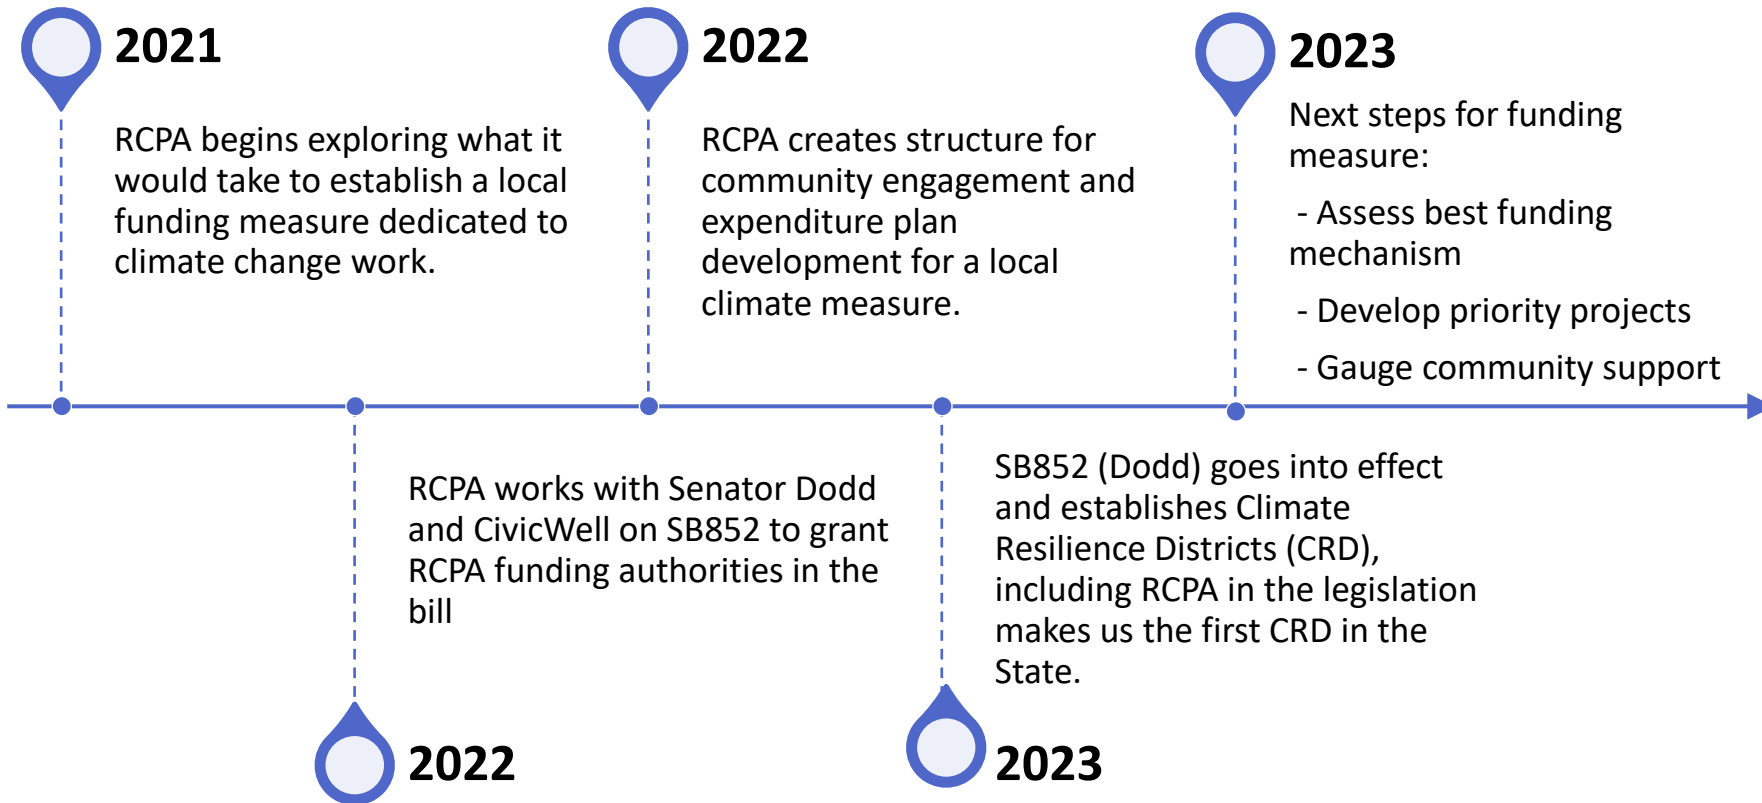 2021
RCPA begins exploring what it
would take to establish a local
funding measure dedicated to
climate change work.
2022
RCPA works with Senator Dodd
and CivicWell on SB852 to grant
RCPA funding authorities in the
bill
2022
RCPA creates structure for
community engagement and
expenditure plan
development for a local
climate measure.
2023
SB852 (Dodd) goes into effect
and establishes Climate
Resilience Districts (CRD),
including RCPA in the legislation
makes us the first CRD in the
State.
2023
Next steps for funding
measure:
- Assess best funding
mechanism
- Develop priority projects
- Gauge community support